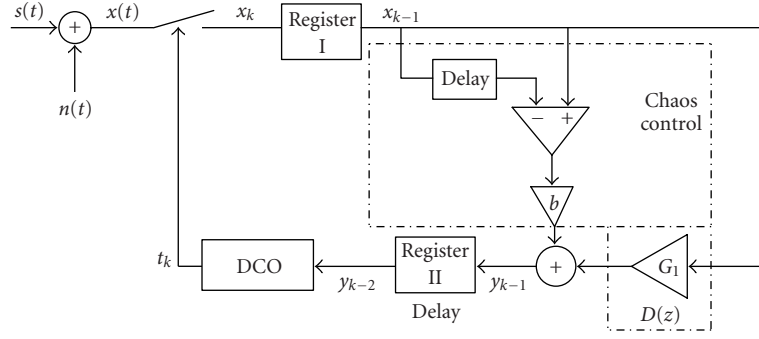 s(t)
x(t)
x_k
Register
I
x_{k−1}
+
n(t)
Delay
− +
Chaos
control
b
t_k
DCO
y_{k−2}
Register
II
Delay
y_{k−1}
+
G_1
D(z)